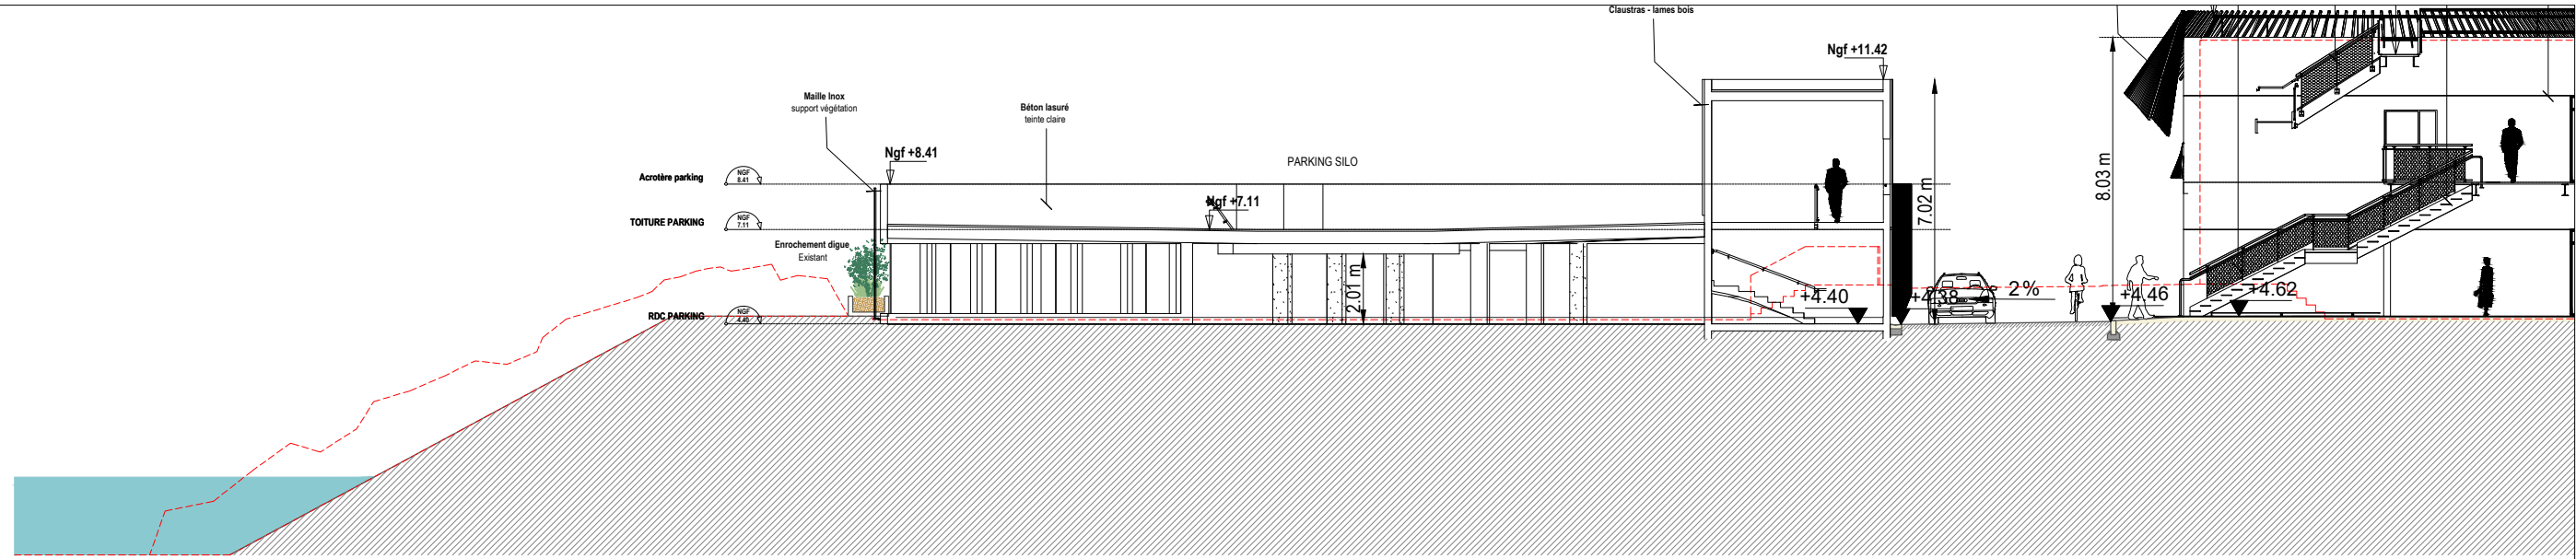 Claustras - lames bois
Ngf +11.42
Maille Inox
support végétation
Béton lasuré
teinte claire
Ngf +8.41
PARKING SILO
Acrotère parking
NGF
8.41
8.03 m
7.02 m
Ngf +7.11
TOITURE PARKING
NGF
7.11
Enrochement digue
Existant
2.01 m
+4.40
+4.38
2%
+4.46
+4.62
RDC PARKING
NGF
4.40